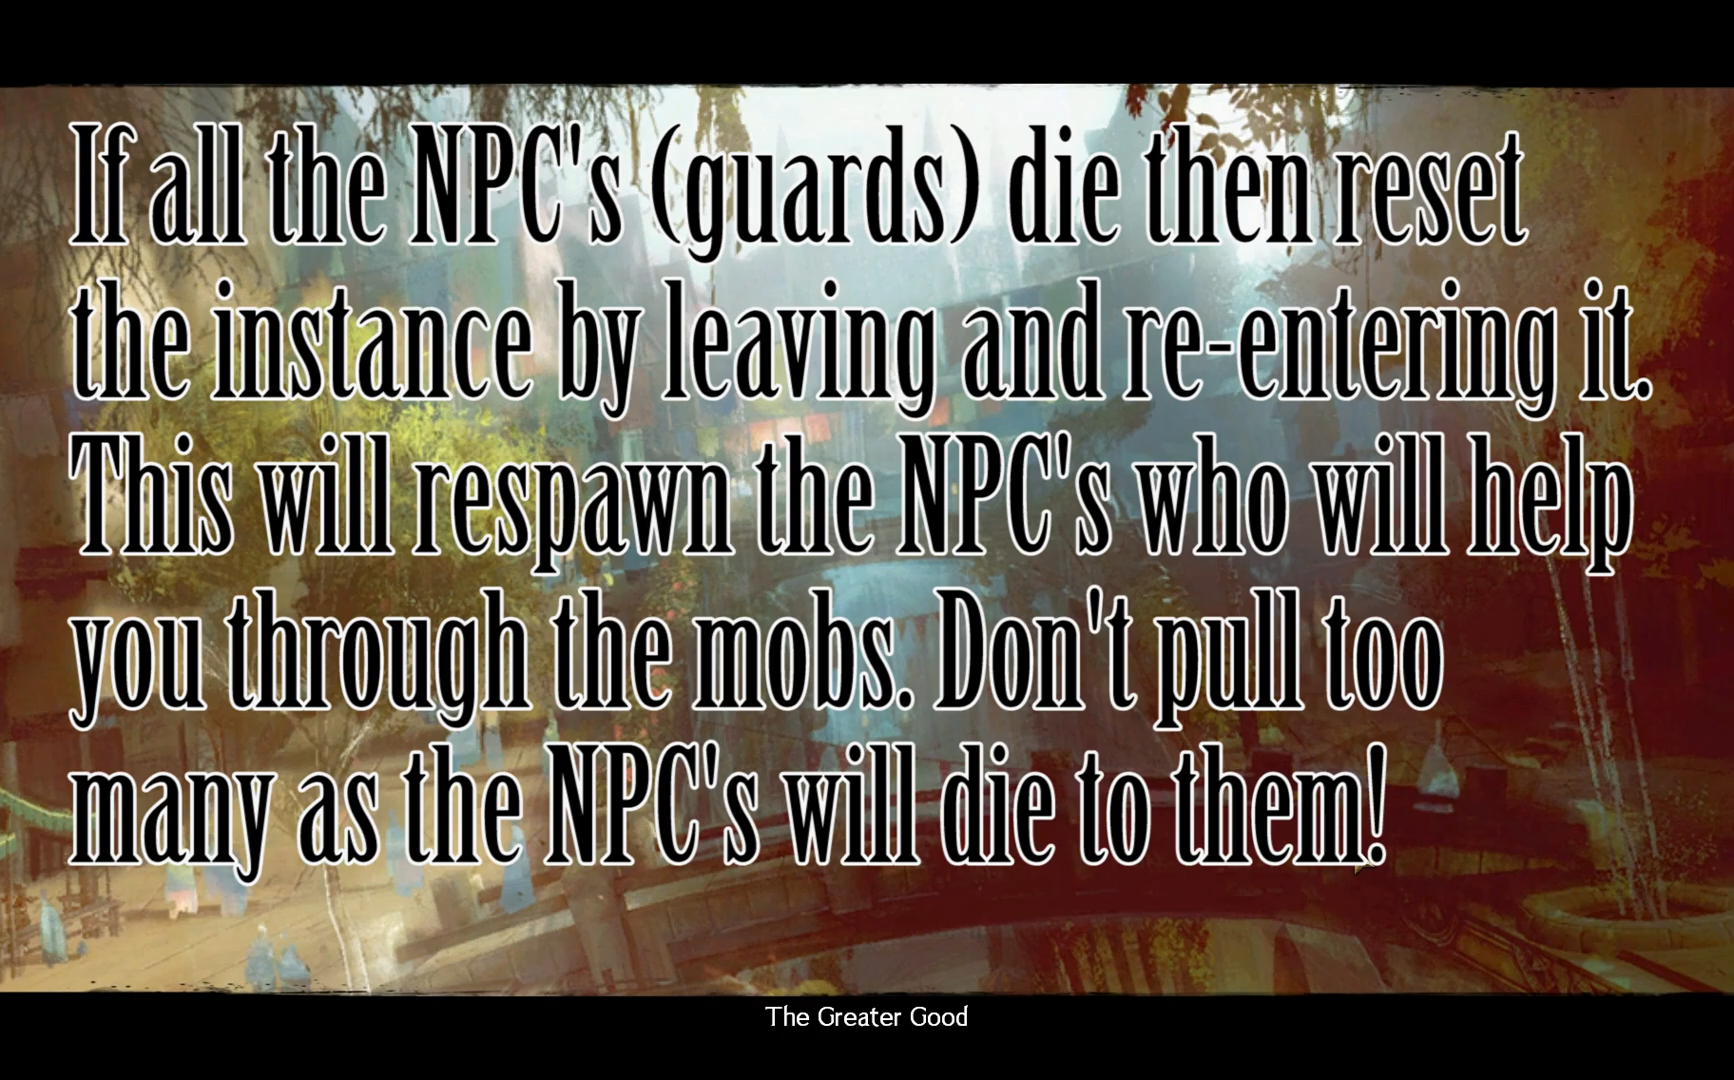 If all the NPC's (guards) die then reset
the instance by leaving and re-entering it.
This will respawn the NPC's who will help
you through the mobs. Don't pull too
many as the NPC's will die to them!
The Greater Good